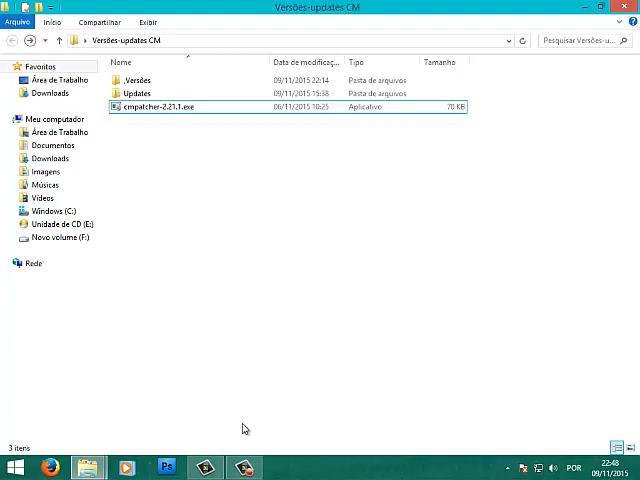 Versões-updates CM
Arquivo Início Compartilhar Exibir
Versões-updates CM Pesquisar Versões-u...
Nome Data de modificaç... Tipo Tamanho
.Versões 09/11/2015 22:14 Pasta de arquivos
Updates 09/11/2015 15:38 Pasta de arquivos
cmpatcher-2.21.1.exe 06/11/2015 10:25 Aplicativo 70 KB
Favoritos
Área de Trabalho
Downloads
Meu computador
Área de Trabalho
Documentos
Downloads
Imagens
Músicas
Vídeos
Windows (C:)
Unidade de CD (E:)
Novo volume (F:)
Rede
3 itens
Ps
POR
22:48
09/11/2015